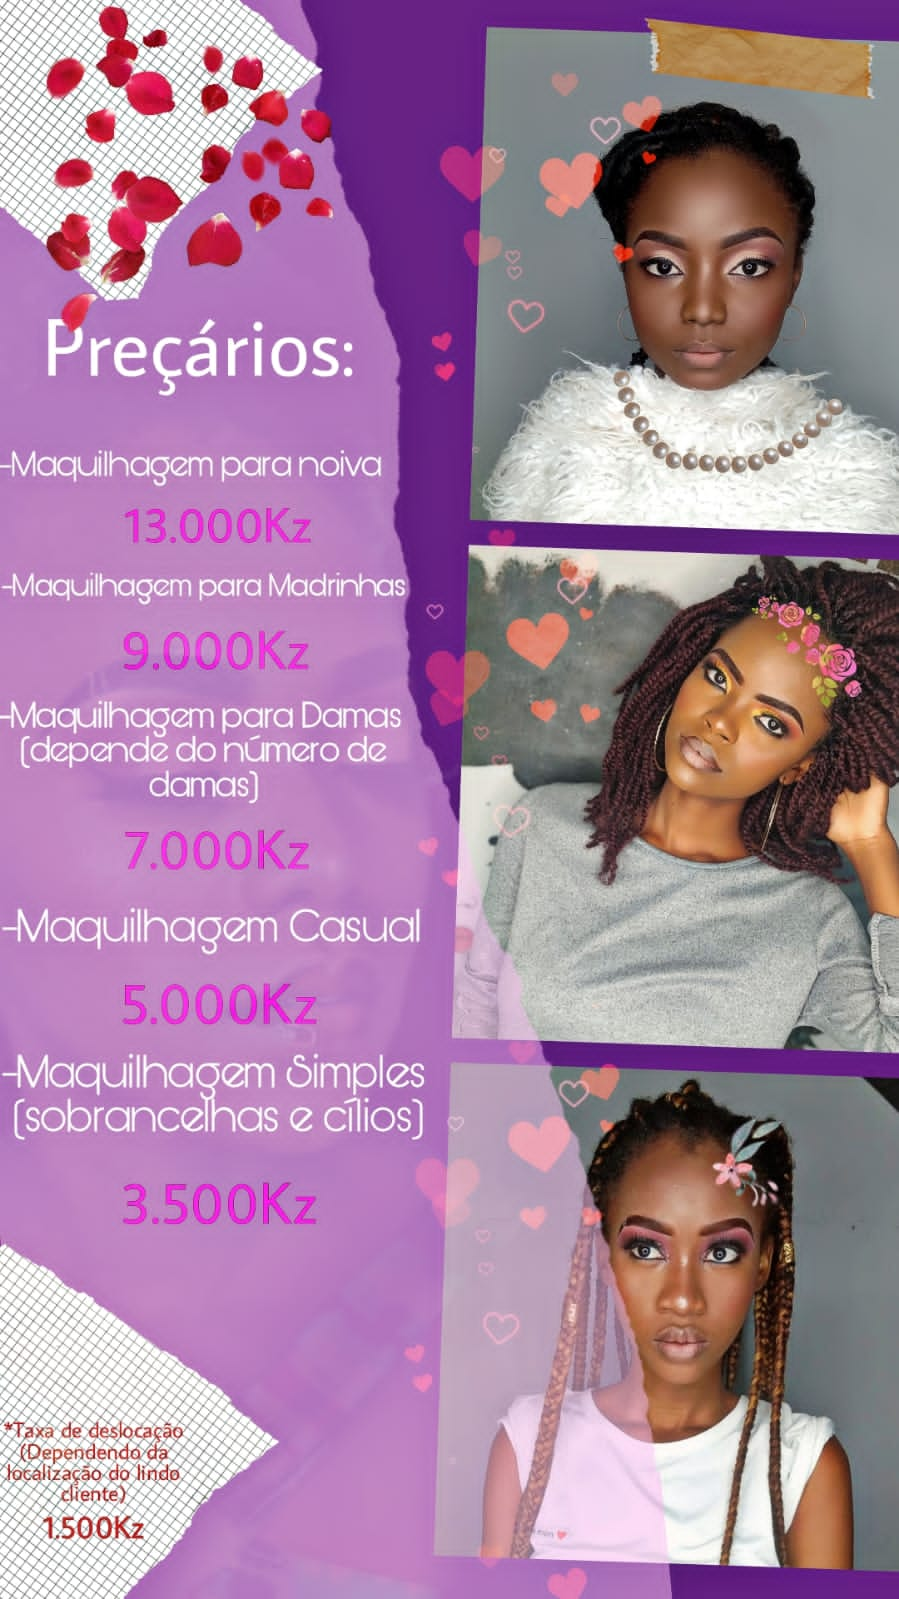 Preçários:
-Maquilhagem para noiva
13.000Kz
-Maquilhagem para Madrinhas
9.000Kz
-Maquilhagem para Damas
(depende do número de
damas)
7.000Kz
-Maquilhagem Casual
5.000Kz
-Maquilhagem Simples
(sobrancelhas e cílios)
3.500Kz
*Taxa de deslocação
(Dependendo da
localização do lindo
cliente)
1.500Kz